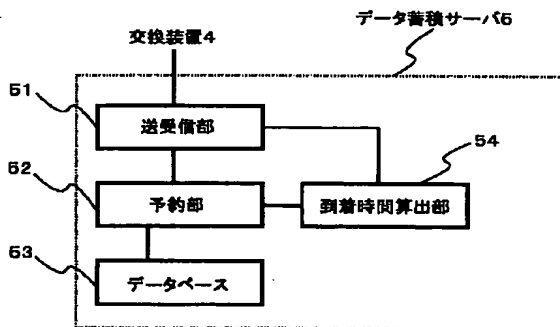 データ蓄積サーバ5
交換装置4
51
送受信部
54
52
予約部
到着時間算出部
53
データベース